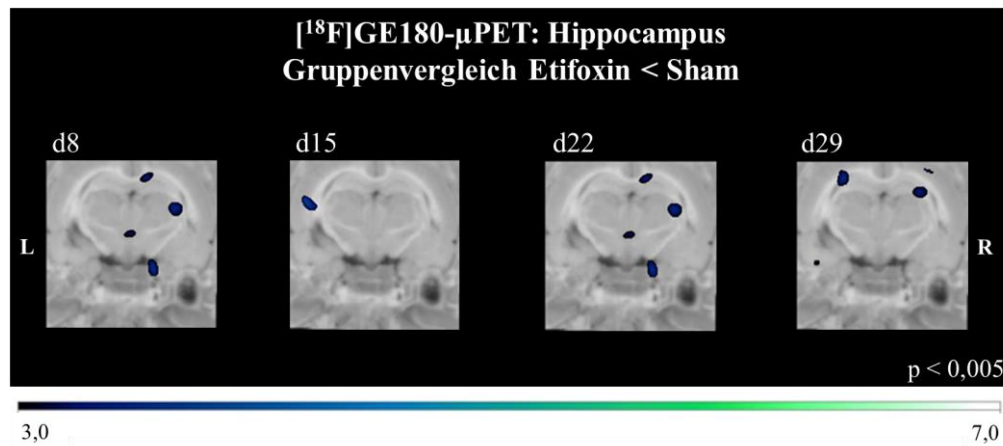 [¹⁸F]GE180-µPET: Hippocampus
Gruppenvergleich Etifoxin < Sham
d8
d15
d22
d29
L
R
p < 0,005
3,0
7,0